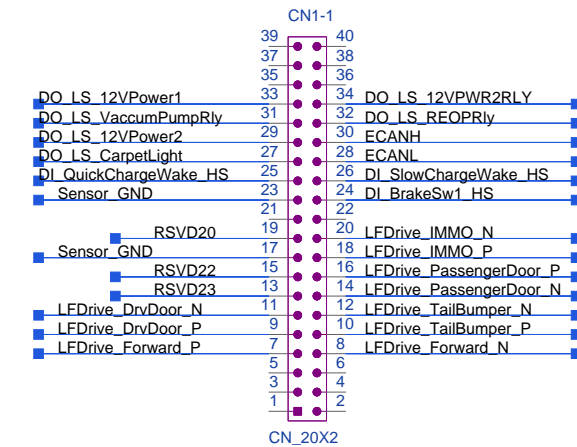 CN1-1
39 40
37 38
35 36
DO_LS_12VPower1 33 34 DO_LS_12VPWR2RLY
DO_LS_VaccumPumpRly 31 32 DO_LS_REOPRly
DO_LS_12VPower2 29 30 ECANH
DO_LS_CarpetLight 27 28 ECANL
DI_QuickChargeWake_HS 25 26 DI_SlowChargeWake_HS
Sensor_GND 23 24 DI_BrakeSw1_HS
21 22
RSVD20 19 20 LFDrive_IMMO_N
Sensor_GND 17 18 LFDrive_IMMO_P
RSVD22 15 16 LFDrive_PassengerDoor_P
RSVD23 13 14 LFDrive_PassengerDoor_N
LFDrive_DrvDoor_N 11 12 LFDrive_TailBumper_N
LFDrive_DrvDoor_P 9 10 LFDrive_TailBumper_P
LFDrive_Forward_P 7 8 LFDrive_Forward_N
5 6
3 4
1 2
CN_20X2